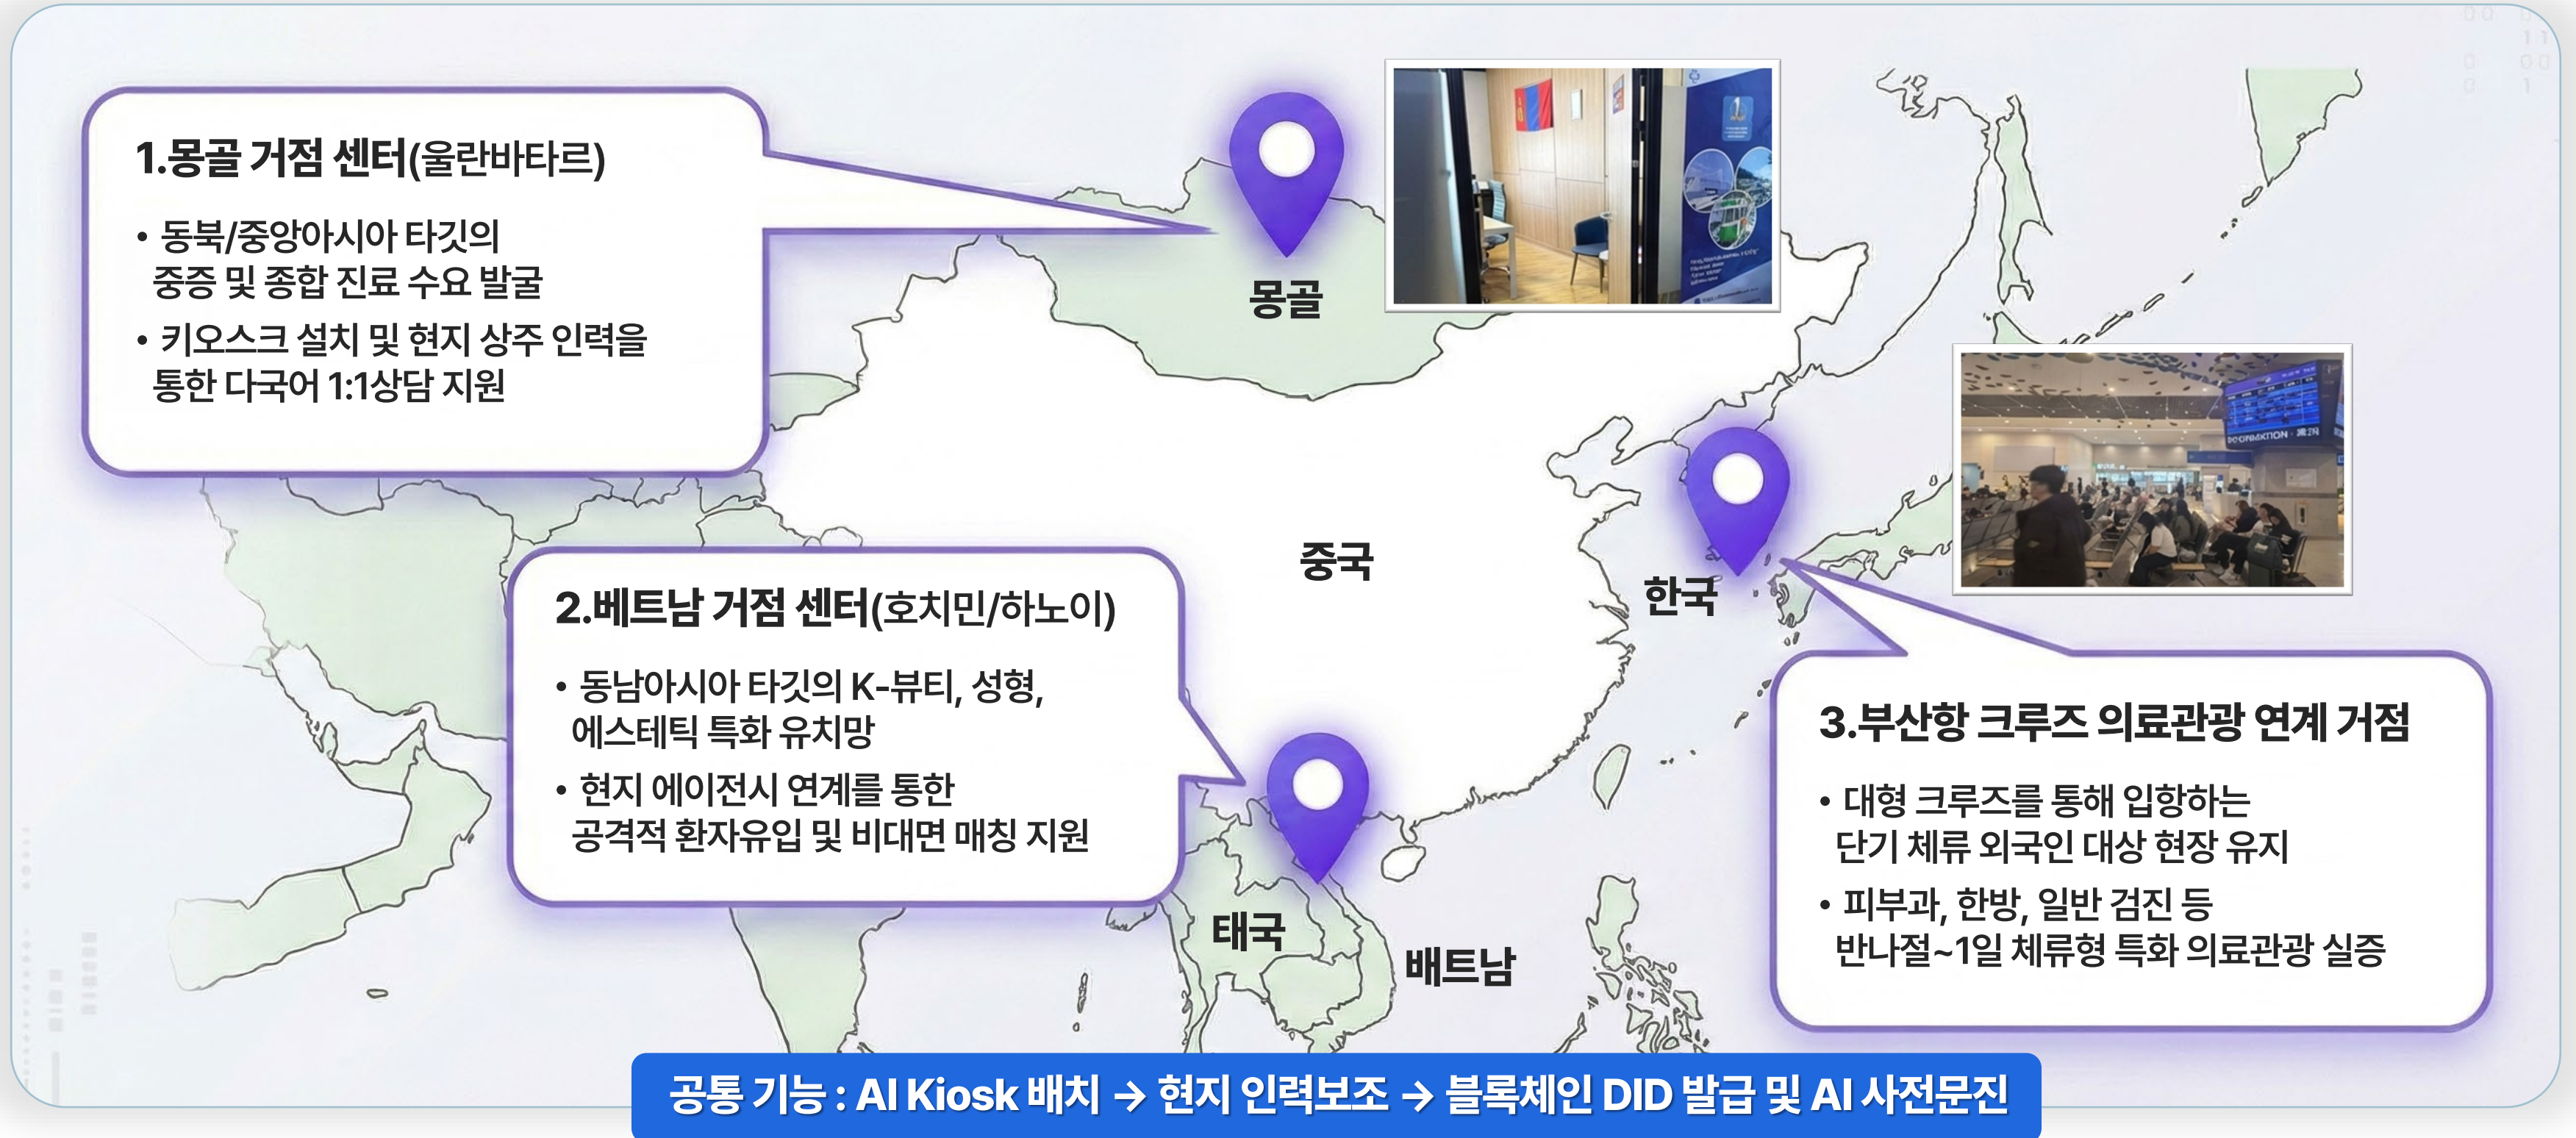 1.몽골 거점 센터(울란바타르)
• 동북/중앙아시아 타깃의
중증 및 종합 진료 수요 발굴
• 키오스크 설치 및 현지 상주 인력을
통한 다국어 1:1상담 지원
몽골
중국
한국
2.베트남 거점 센터(호치민/하노이)
• 동남아시아 타깃의 K-뷰티, 성형,
에스테틱 특화 유치망
• 현지 에이전시 연계를 통한
공격적 환자유입 및 비대면 매칭 지원
태국
배트남
3.부산항 크루즈 의료관광 연계 거점
• 대형 크루즈를 통해 입항하는
단기 체류 외국인 대상 현장 유지
• 피부과, 한방, 일반 검진 등
반나절~1일 체류형 특화 의료관광 실증
공통 기능 : AI Kiosk 배치 → 현지 인력보조 → 블록체인 DID 발급 및 AI 사전문진